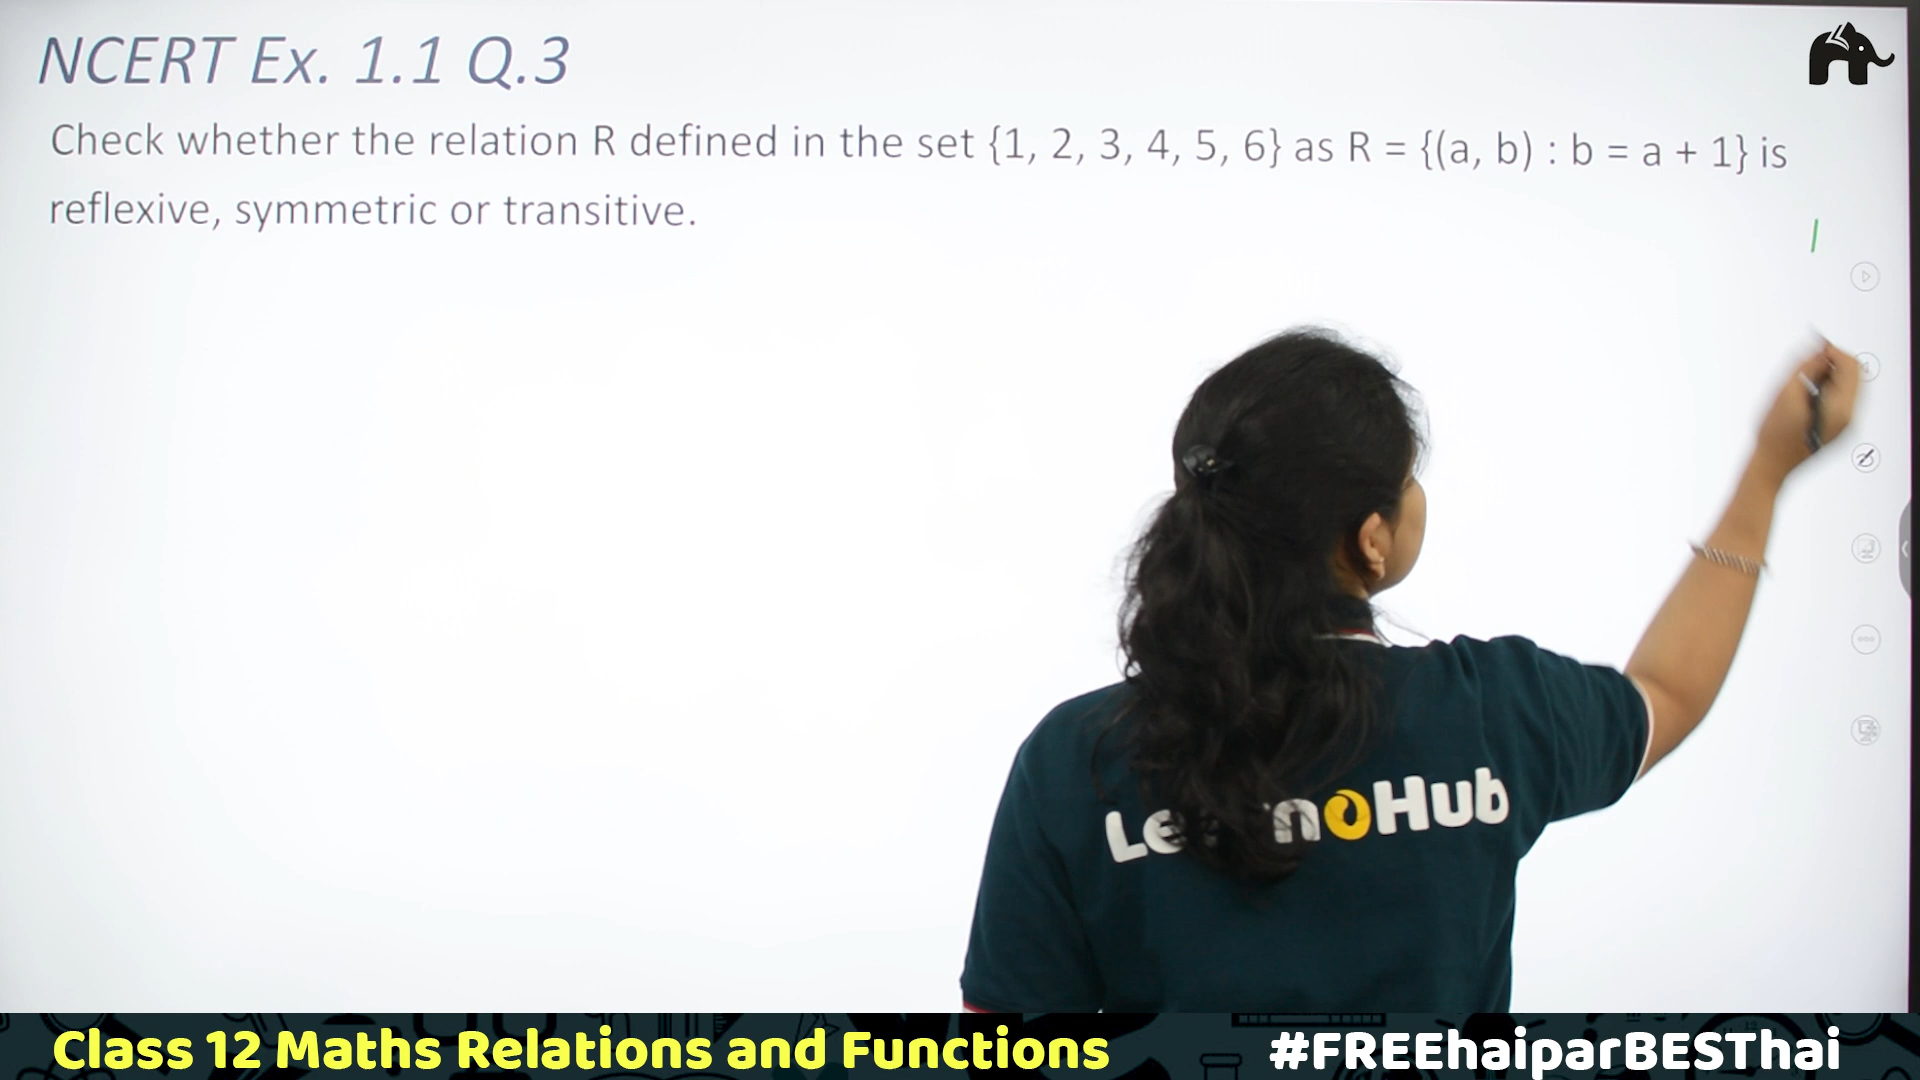 NCERT Ex. 1.1 Q.3
Check whether the relation R defined in the set {1, 2, 3, 4, 5, 6} as R = {(a, b) : b = a + 1} is
reflexive, symmetric or transitive.
Hub
Class 12 Maths Relations and Functions
#FREEhaiparBESThai